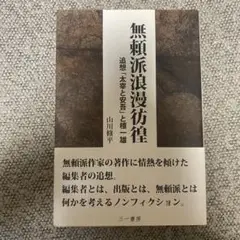 無頼派浪漫彷徨
追想「太宰と安吾」と檀一雄
山川修平
無頼派作家の著作に情熱を傾けた
編集者の追想。
編集者とは、出版とは、無頼派とは
何かを考えるノンフィクション。
三一書房